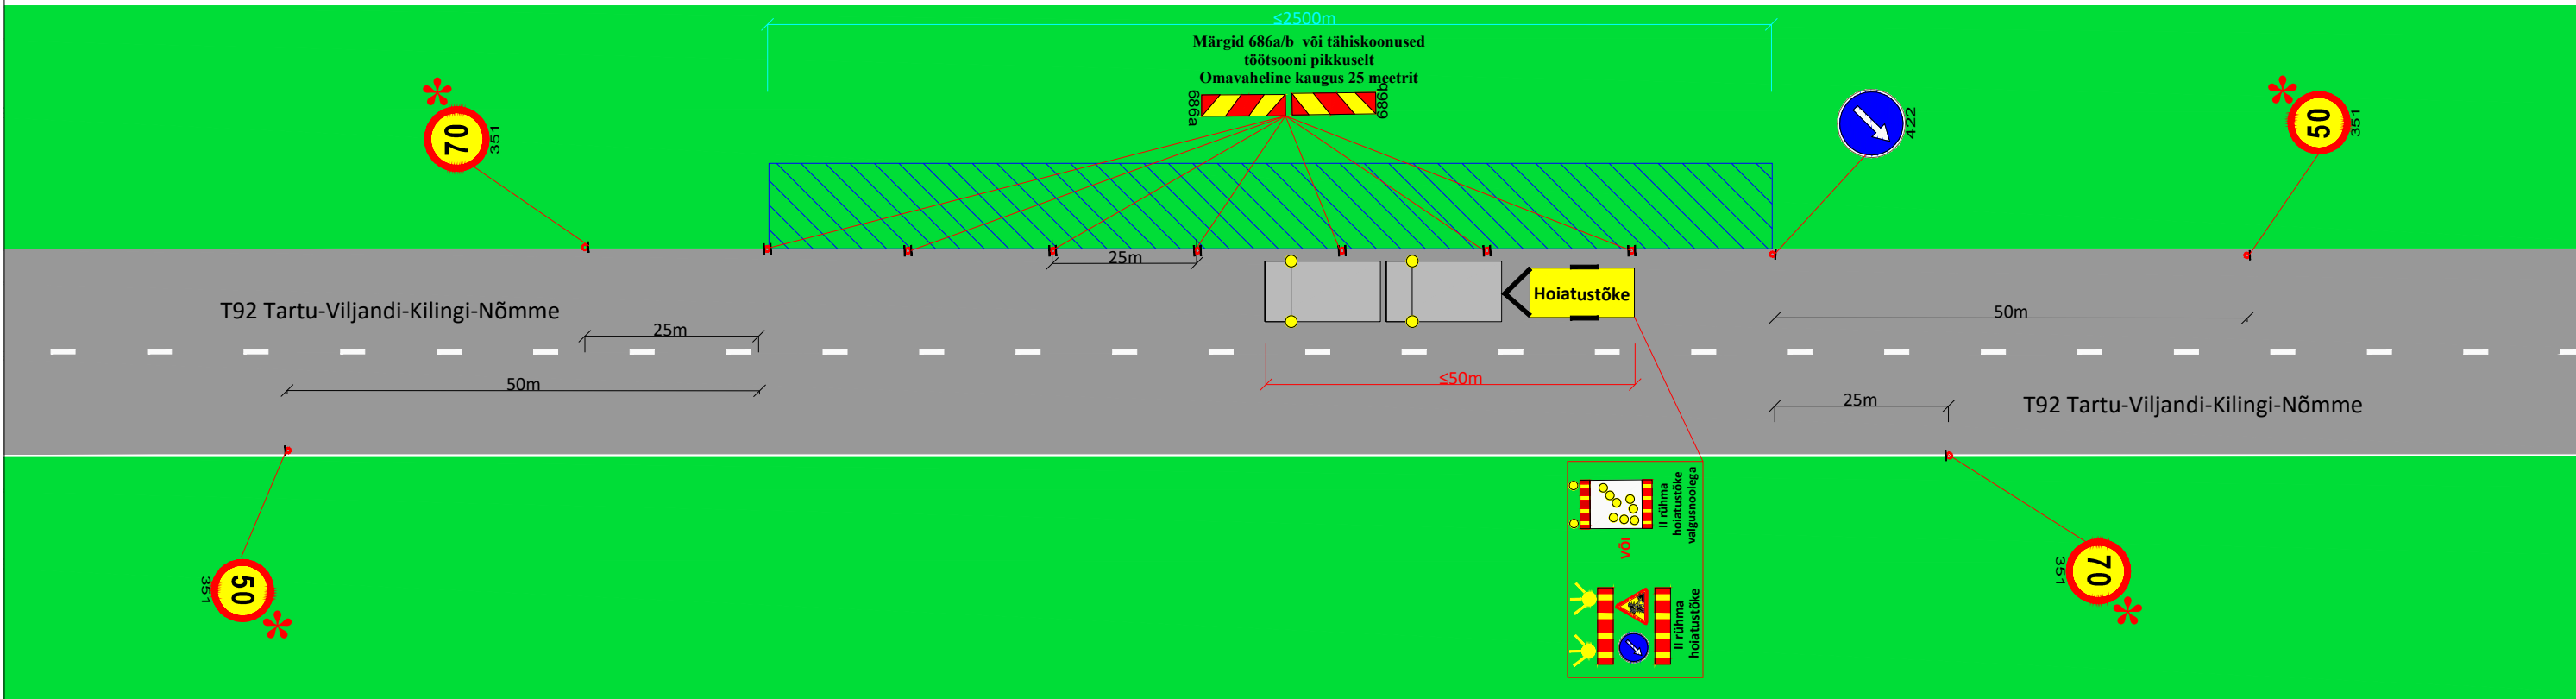 ≤2500m
Märgid 686a/b või tähiskoonused
töötsooni pikkuselt
Omavaheline kaugus 25 meetrit
686a
686b
70
351
422
50
351
25m
Hoiatustõke
T92 Tartu-Viljandi-Kilingi-Nõmme
25m
50m
50m
≤50m
25m
T92 Tartu-Viljandi-Kilingi-Nõmme
50
351
II rühma
hoiatustõke
valgusnoolega
VÕI
II rühma
hoiatustõke
70
351